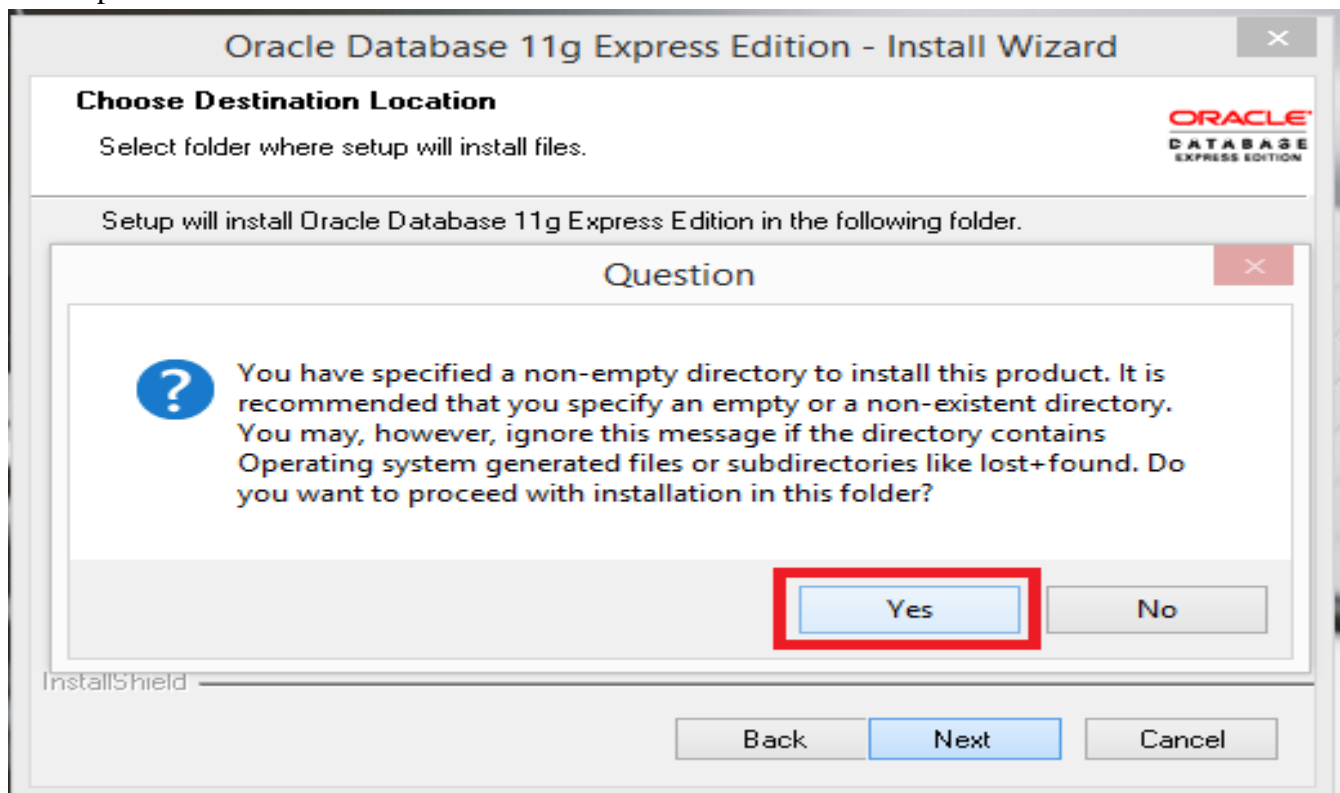 Oracle Database 11g Express Edition - Install Wizard
Choose Destination Location
Select folder where setup will install files.
ORACLE
DATABASE
EXPRESS EDITION
Setup will install Oracle Database 11g Express Edition in the following folder.
Question
You have specified a non-empty directory to install this product. It is
recommended that you specify an empty or a non-existent directory.
You may, however, ignore this message if the directory contains
Operating system generated files or subdirectories like lost+found. Do
you want to proceed with installation in this folder?
Yes No
InstallShield
Back Next Cancel